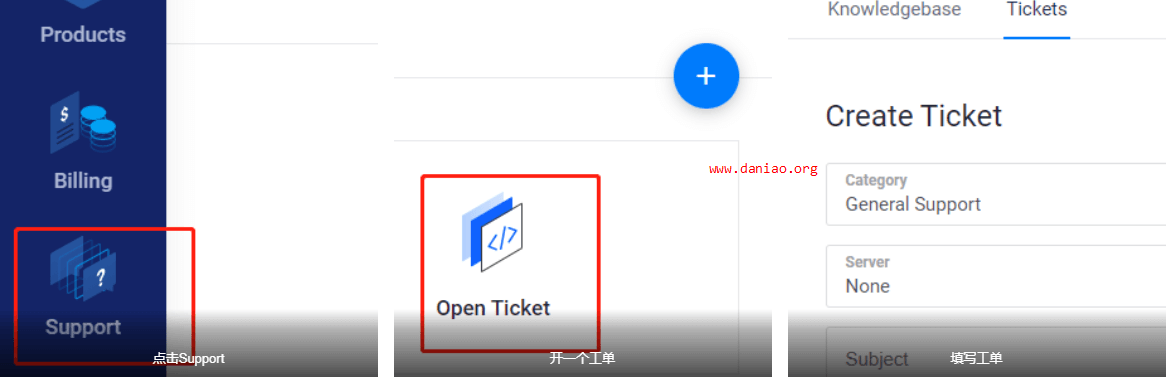 Products
Billing
Support
点击Support
Open Ticket
开一个工单
www.daniao.org
Knowledgebase
Tickets
Create Ticket
Category
General Support
Server
None
Subject
填写工单